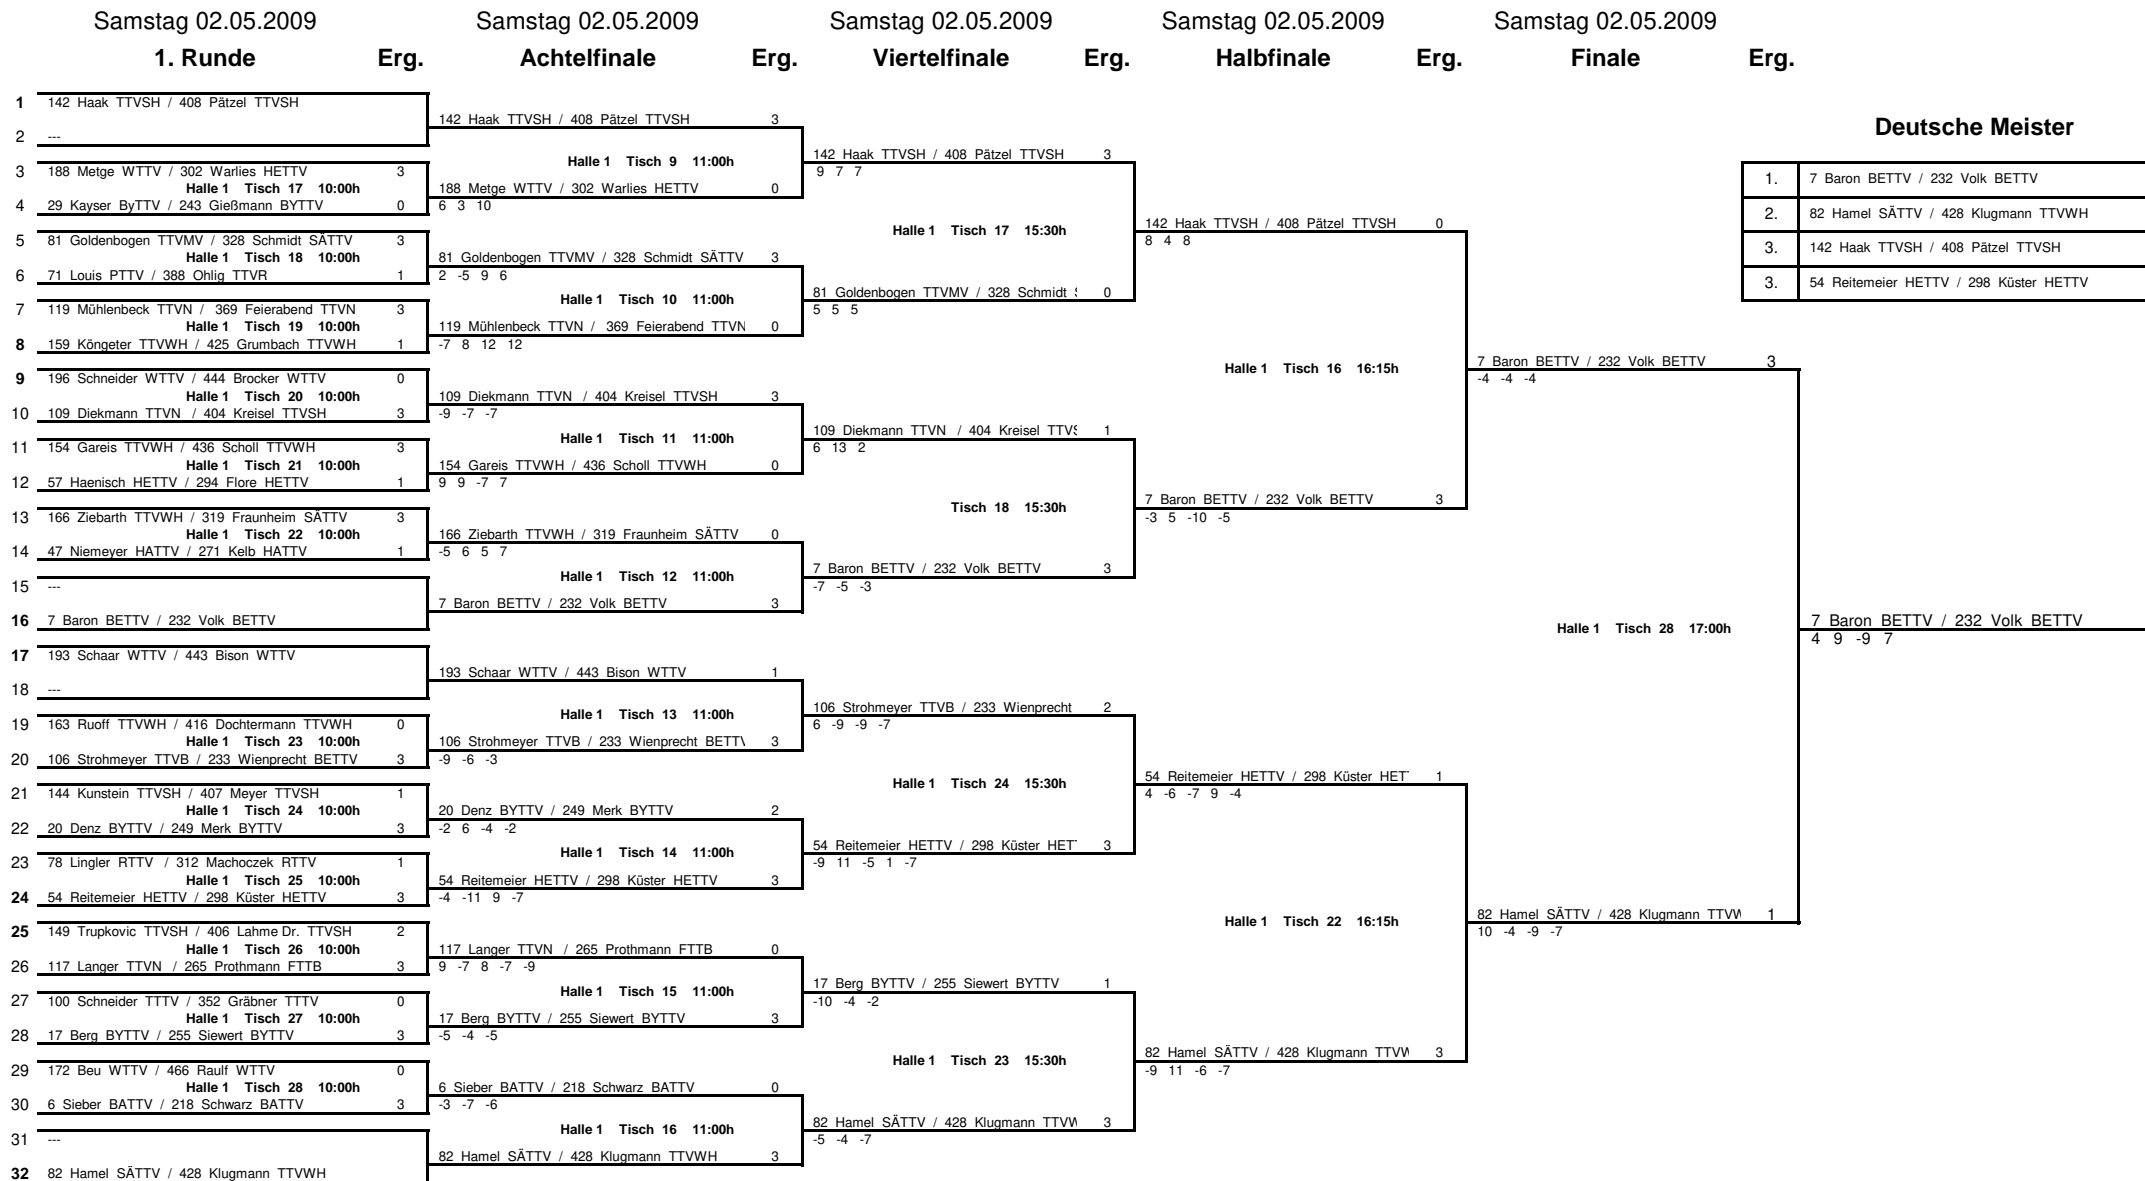 Samstag 02.05.2009 Samstag 02.05.2009 Samstag 02.05.2009 Samstag 02.05.2009 Samstag 02.05.2009
1. Runde Erg. Achtelfinale Erg. Viertelfinale Erg. Halbfinale Erg. Finale Erg.
1 142 Haak TTVSH / 408 Pätzel TTVSH
2 ---
3 188 Metge WTTV / 302 Warlies HETTV 3
Halle 1 Tisch 17 10:00h
4 29 Kayser ByTTV / 243 Gießmann BYTTV 0
5 81 Goldenbogen TTVMV / 328 Schmidt SÄTTV 3
Halle 1 Tisch 18 10:00h
6 71 Louis PTTV / 388 Ohlig TTVR 1
7 119 Mühlenbeck TTVN / 369 Feierabend TTVN 3
Halle 1 Tisch 19 10:00h
8 159 Köngeter TTVWH / 425 Grumbach TTVWH 1
9 196 Schneider WTTV / 444 Brocker WTTV 0
Halle 1 Tisch 20 10:00h
10 109 Diekmann TTVN / 404 Kreisel TTVSH 3
11 154 Gareis TTVWH / 436 Scholl TTVWH 3
Halle 1 Tisch 21 10:00h
12 57 Haenisch HETTV / 294 Flore HETTV 1
13 166 Ziebarth TTVWH / 319 Fraunheim SÄTTV 3
Halle 1 Tisch 22 10:00h
14 47 Niemeyer HATTV / 271 Kelb HATTV 1
15 ---
16 7 Baron BETTV / 232 Volk BETTV
17 193 Schaar WTTV / 443 Bison WTTV
18 ---
19 163 Ruoff TTVWH / 416 Dochtermann TTVWH 0
Halle 1 Tisch 23 10:00h
20 106 Strohmeyer TTVB / 233 Wienprecht BETTV 3
21 144 Kunstein TTVSH / 407 Meyer TTVSH 1
Halle 1 Tisch 24 10:00h
22 20 Denz BYTTV / 249 Merk BYTTV 3
23 78 Lingler RTTV / 312 Machoczek RTTV 1
Halle 1 Tisch 25 10:00h
24 54 Reitemeier HETTV / 298 Küster HETTV 3
25 149 Trupkovic TTVSH / 406 Lahme Dr. TTVSH 2
Halle 1 Tisch 26 10:00h
26 117 Langer TTVN / 265 Prothmann FTTB 3
27 100 Schneider TTTV / 352 Gräbner TTTV 0
Halle 1 Tisch 27 10:00h
28 17 Berg BYTTV / 255 Siewert BYTTV 3
29 172 Beu WTTV / 466 Raulf WTTV 0
Halle 1 Tisch 28 10:00h
30 6 Sieber BATTV / 218 Schwarz BATTV 3
31 ---
32 82 Hamel SÄTTV / 428 Klugmann TTVWH
142 Haak TTVSH / 408 Pätzel TTVSH 3
Halle 1 Tisch 9 11:00h
188 Metge WTTV / 302 Warlies HETTV 0
6 3 10
81 Goldenbogen TTVMV / 328 Schmidt SÄTTV 3
2 -5 9 6
Halle 1 Tisch 10 11:00h
119 Mühlenbeck TTVN / 369 Feierabend TTVN 0
-7 8 12 12
109 Diekmann TTVN / 404 Kreisel TTVSH 3
-9 -7 -7
Halle 1 Tisch 11 11:00h
154 Gareis TTVWH / 436 Scholl TTVWH 0
9 9 -7 7
166 Ziebarth TTVWH / 319 Fraunheim SÄTTV 0
-5 6 5 7
Halle 1 Tisch 12 11:00h
7 Baron BETTV / 232 Volk BETTV 3
193 Schaar WTTV / 443 Bison WTTV 1
Halle 1 Tisch 13 11:00h
106 Strohmeyer TTVB / 233 Wienprecht BETT 3
-9 -6 -3
20 Denz BYTTV / 249 Merk BYTTV 2
-2 6 -4 -2
Halle 1 Tisch 14 11:00h
54 Reitemeier HETTV / 298 Küster HETTV 3
-4 -11 9 -7
117 Langer TTVN / 265 Prothmann FTTB 0
9 -7 8 -7 -9
Halle 1 Tisch 15 11:00h
17 Berg BYTTV / 255 Siewert BYTTV 3
-5 -4 -5
6 Sieber BATTV / 218 Schwarz BATTV 0
-3 -7 -6
Halle 1 Tisch 16 11:00h
82 Hamel SÄTTV / 428 Klugmann TTVWH 3
142 Haak TTVSH / 408 Pätzel TTVSH 3
9 7 7
Halle 1 Tisch 17 15:30h
81 Goldenbogen TTVMV / 328 Schmidt 0
5 5 5
109 Diekmann TTVN / 404 Kreisel TTV 1
6 13 2
Tisch 18 15:30h
7 Baron BETTV / 232 Volk BETTV 3
-7 -5 -3
106 Strohmeyer TTVB / 233 Wienprecht 2
6 -9 -9 -7
Halle 1 Tisch 24 15:30h
54 Reitemeier HETTV / 298 Küster HET 3
-9 11 -5 1 -7
17 Berg BYTTV / 255 Siewert BYTTV 1
-10 -4 -2
Halle 1 Tisch 23 15:30h
82 Hamel SÄTTV / 428 Klugmann TTV 3
-5 -4 -7
142 Haak TTVSH / 408 Pätzel TTVSH 0
8 4 8
Halle 1 Tisch 16 16:15h
7 Baron BETTV / 232 Volk BETTV 3
-3 5 -10 -5
54 Reitemeier HETTV / 298 Küster HET 1
4 -6 -7 9 -4
Halle 1 Tisch 22 16:15h
82 Hamel SÄTTV / 428 Klugmann TTV 3
-9 11 -6 -7
7 Baron BETTV / 232 Volk BETTV 3
-4 -4 -4
Halle 1 Tisch 28 17:00h
82 Hamel SÄTTV / 428 Klugmann TTV 1
10 -4 -9 -7
7 Baron BETTV / 232 Volk BETTV
4 9 -9 7
Deutsche Meister
1. 7 Baron BETTV / 232 Volk BETTV
2. 82 Hamel SÄTTV / 428 Klugmann TTVWH
3. 142 Haak TTVSH / 408 Pätzel TTVSH
3. 54 Reitemeier HETTV / 298 Küster HETTV